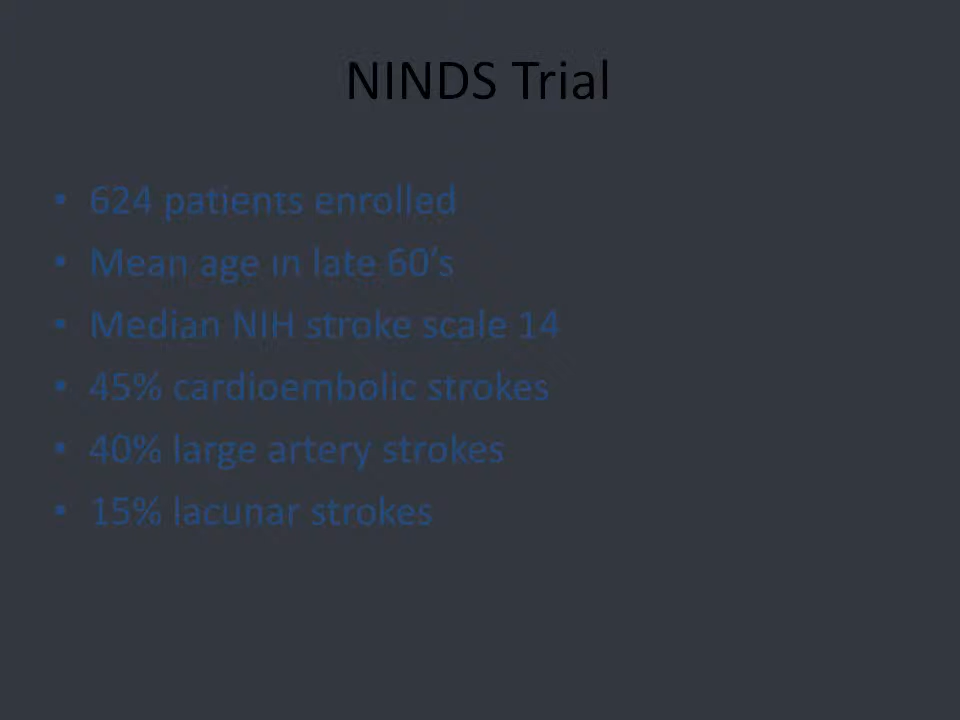 NINDS Trial
• 624 patients enrolled
• Mean age in late 60's
• Median NIH stroke scale 14
• 45% cardioembolic strokes
• 40% large artery strokes
• 15% lacunar strokes